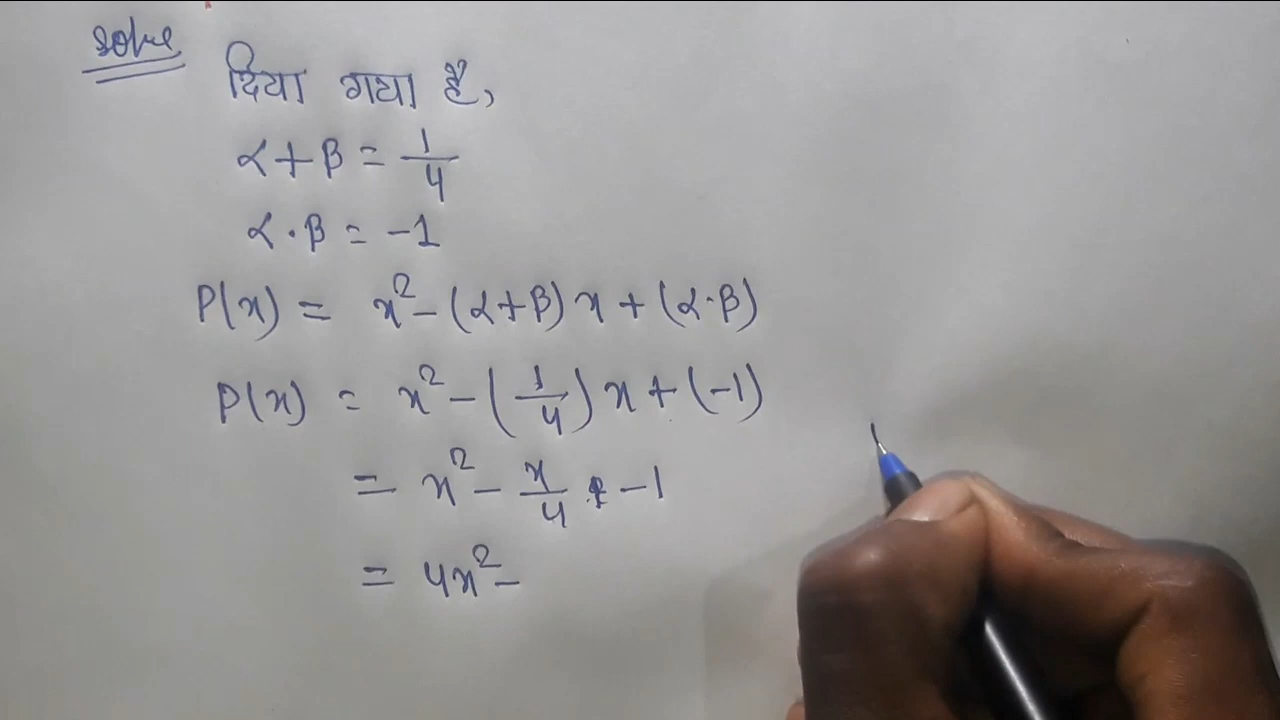 Solve
दिया गया है,
α+β = 1/4
α·β = -1
P(x) = x² - (α+β) x + (α·β)
P(x) = x² - (1/4) x + (-1)
= x² - x/4 - 1
= 4x² -